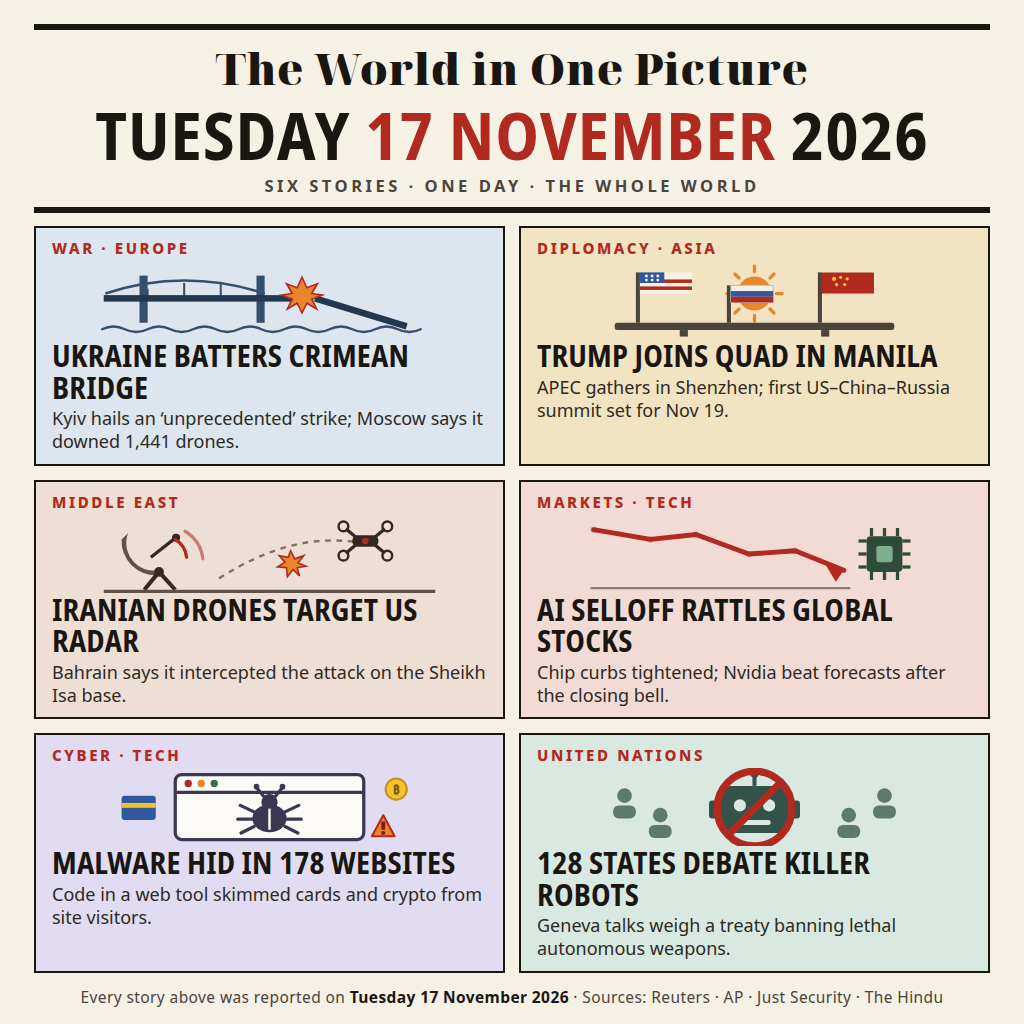 The World in One Picture
TUESDAY 17 NOVEMBER 2026
SIX STORIES · ONE DAY · THE WHOLE WORLD
WAR · EUROPE
UKRAINE BATTERS CRIMEAN
BRIDGE
Kyiv hails an ‘unprecedented’ strike; Moscow says it
downed 1,441 drones.
DIPLOMACY · ASIA
TRUMP JOINS QUAD IN MANILA
APEC gathers in Shenzhen; first US–China–Russia
summit set for Nov 19.
MIDDLE EAST
IRANIAN DRONES TARGET US
RADAR
Bahrain says it intercepted the attack on the Sheikh
Isa base.
MARKETS · TECH
AI SELLOFF RATTLES GLOBAL
STOCKS
Chip curbs tightened; Nvidia beat forecasts after
the closing bell.
CYBER · TECH
฿
MALWARE HID IN 178 WEBSITES
Code in a web tool skimmed cards and crypto from
site visitors.
UNITED NATIONS
128 STATES DEBATE KILLER
ROBOTS
Geneva talks weigh a treaty banning lethal
autonomous weapons.
Every story above was reported on Tuesday 17 November 2026 · Sources: Reuters · AP · Just Security · The Hindu